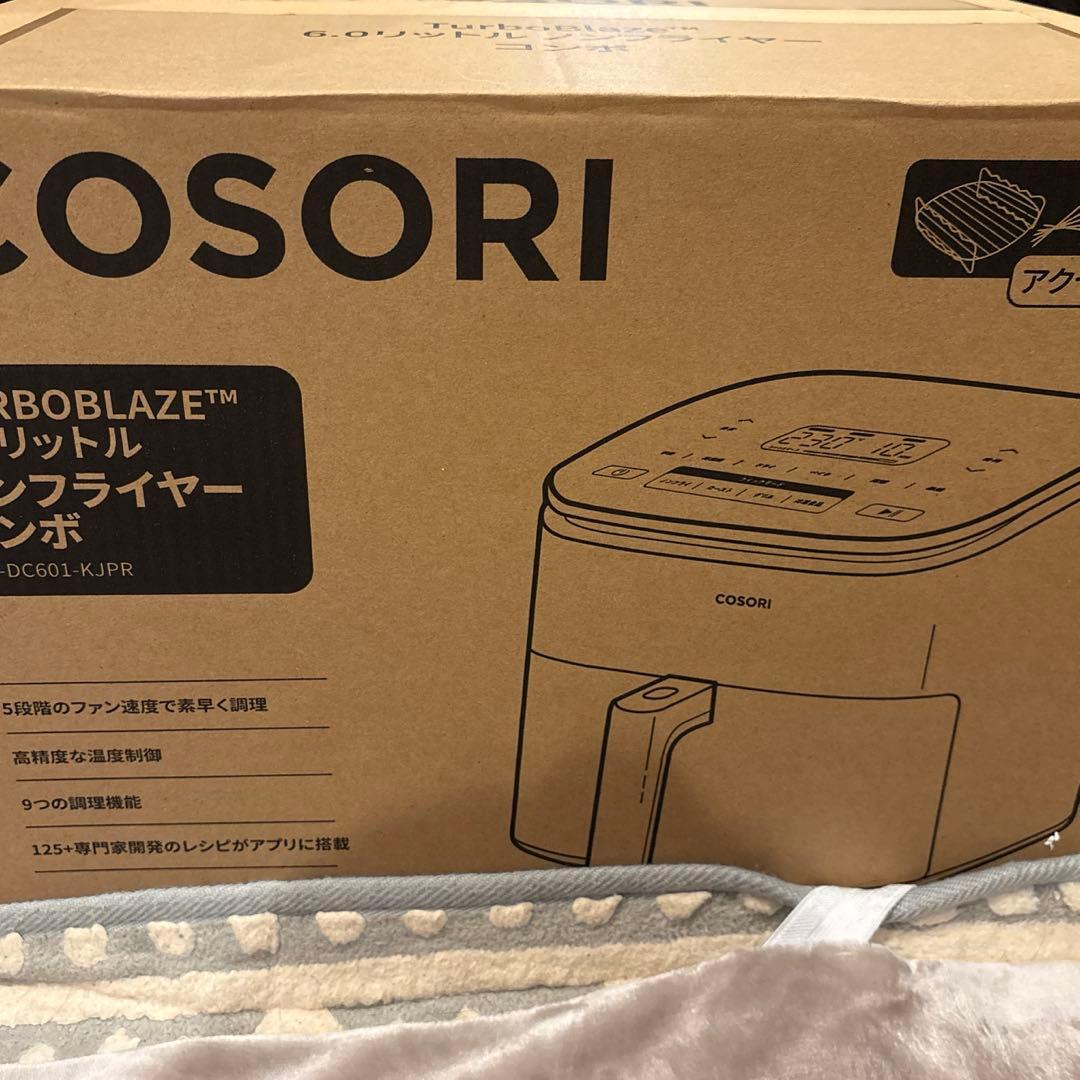 TurboBlaze™
6.0リットル ノンフライヤー
コンボ
COSORI
アク
RBOBLAZE™
リットル
ンフライヤー
ンボ
-DC601-KJPR
230° 10
COSORI
5段階のファン速度で素早く調理
高精度な温度制御
9つの調理機能
125+専門家開発のレシピがアプリに搭載